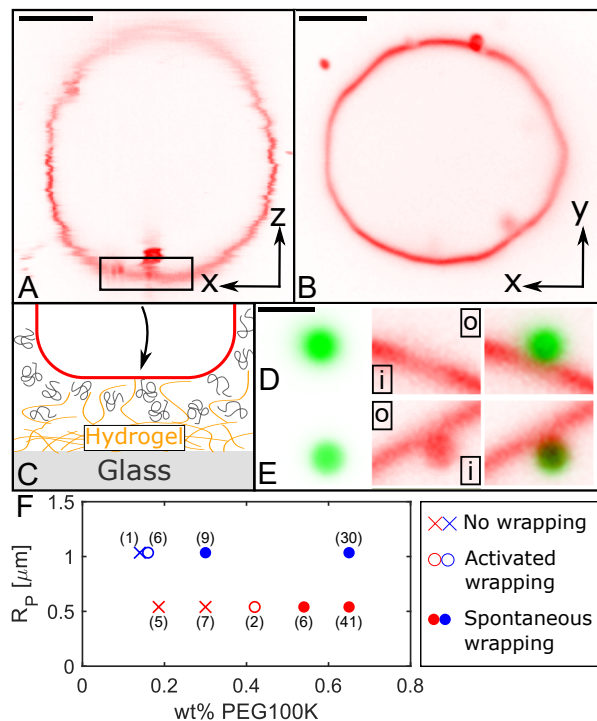 A
z
x
B
y
x
C
Hydrogel
Glass
D
i
o
E
o
i
F
1.5
1
0.5
0
R_P [μm]
(1) (6) (9) (30)
(5) (7) (2) (6) (41)
0 0.2 0.4 0.6 0.8
wt% PEG100K
No wrapping
Activated
wrapping
Spontaneous
wrapping